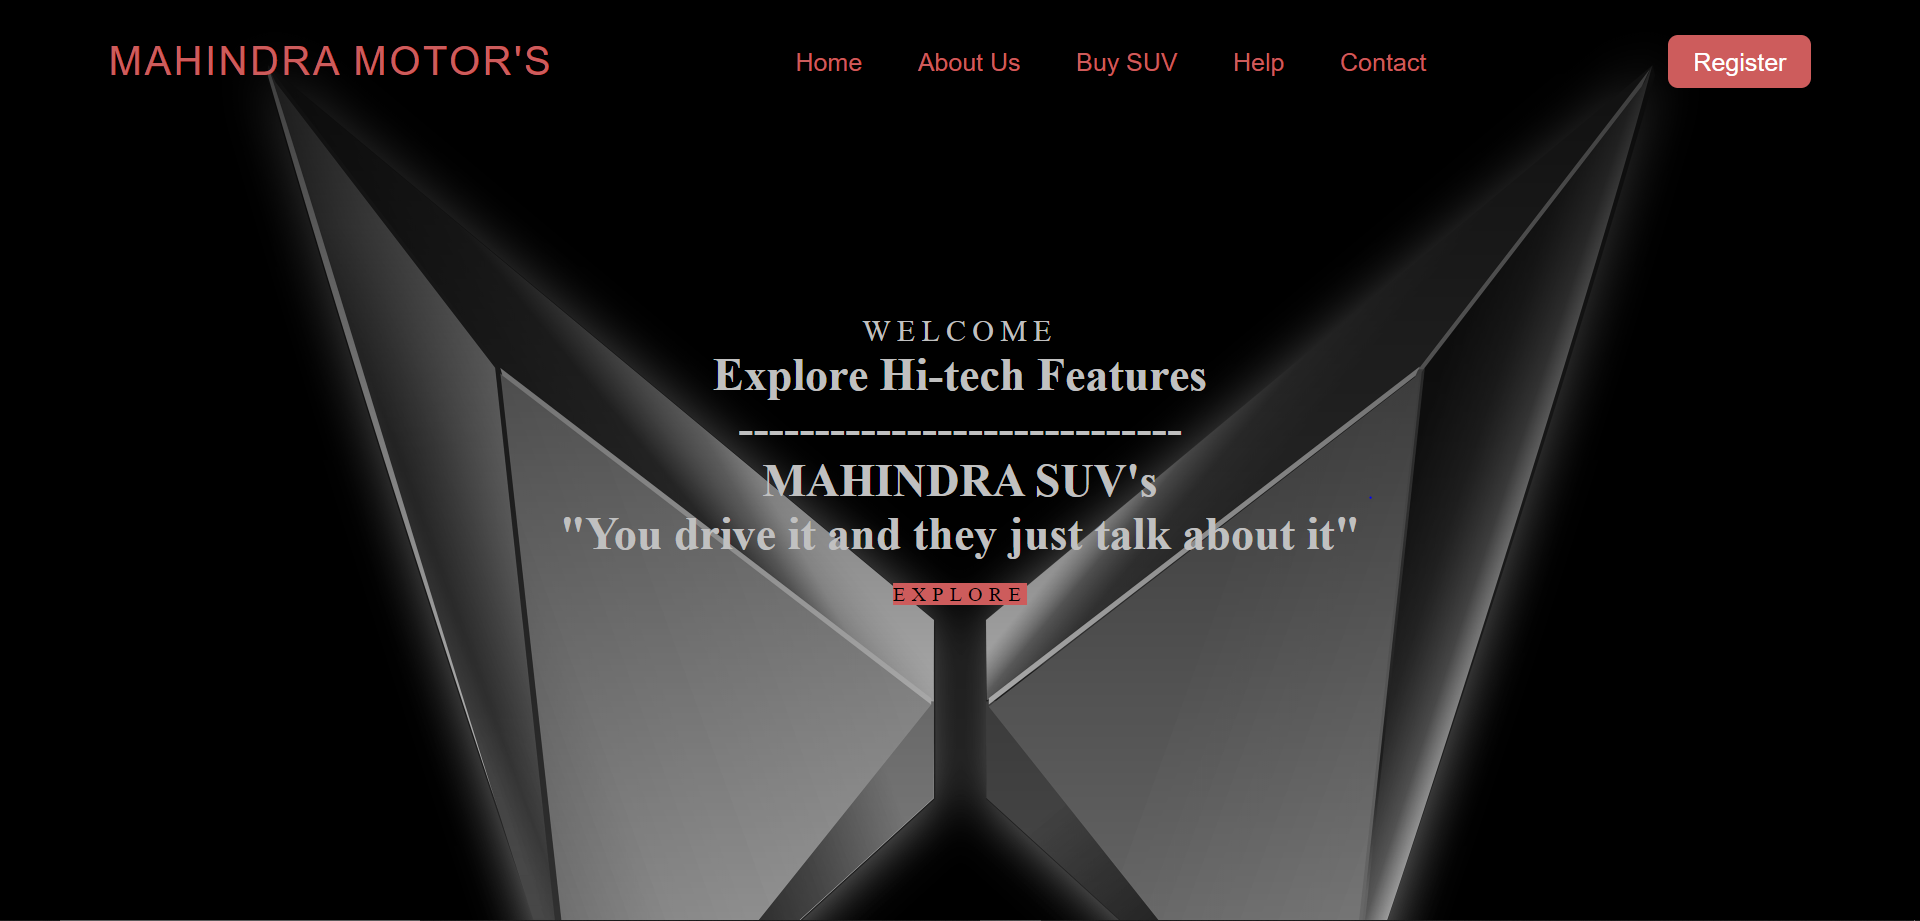 MAHINDRA MOTOR'S
Home About Us Buy SUV Help Contact
Register
WELCOME
Explore Hi-tech Features
-----------------------------
MAHINDRA SUV's
"You drive it and they just talk about it"
EXPLORE